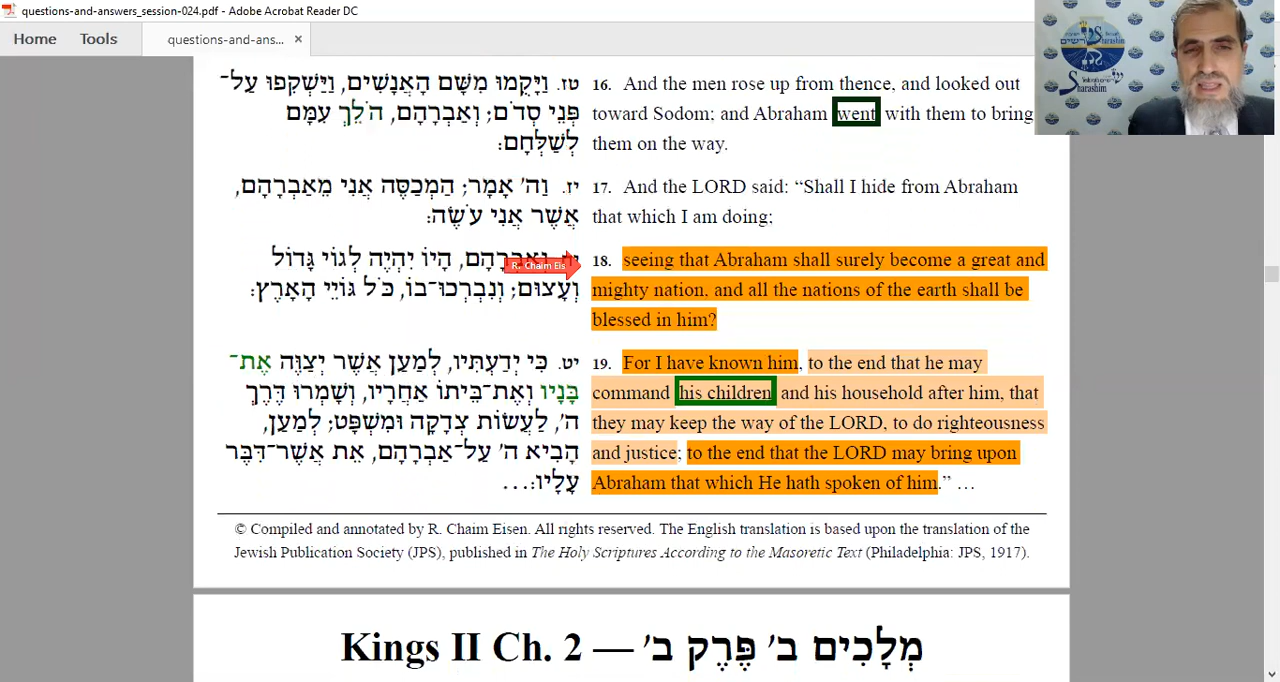 questions-and-answers_session-024.pdf - Adobe Acrobat Reader DC
Home Tools questions-and-ans... ×
Sharashim
טז. וַיָּקֻמוּ מִשָּׁם הָאֲנָשִׁים, וַיַּשְׁקִפוּ עַל־
פְּנֵי סְדֹם; וְאַבְרָהָם, הֹלֵךְ עִמָּם
לְשַׁלְּחָם:
16. And the men rose up from thence, and looked out
toward Sodom; and Abraham went with them to bring
them on the way.
יז. וַה' אָמָר; הַמְכַסֶּה אֲנִי מֵאַבְרָהָם,
אֲשֶׁר אֲנִי עֹשֶׂה:
17. And the LORD said: “Shall I hide from Abraham
that which I am doing;
וְאַבְרָהָם, הָיוֹ יִהְיֶה לְגוֹי גָּדוֹל
וְעָצוּם; וְנִבְרְכוּ-בוֹ, כֹּל גּוֹיֵי הָאָרֶץ:
R. Chaim Eis
18. seeing that Abraham shall surely become a great and
mighty nation, and all the nations of the earth shall be
blessed in him?
יט. כִּי יְדַעְתִּיו, לְמַעַן אֲשֶׁר יְצַוֶּה אֶת־
בָּנָיו וְאֶת־בֵּיתוֹ אַחֲרָיו, וְשָׁמְרוּ דֶּרֶךְ
ה', לַעֲשׂוֹת צְדָקָה וּמִשְׁפָּט; לְמַעַן,
הָבִיא ה' עַל־אַבְרָהָם, אֵת אֲשֶׁר־דִּבֶּר
עָלָיו:...
19. For I have known him, to the end that he may
command his children and his household after him, that
they may keep the way of the LORD, to do righteousness
and justice; to the end that the LORD may bring upon
Abraham that which He hath spoken of him.” …
© Compiled and annotated by R. Chaim Eisen. All rights reserved. The English translation is based upon the translation of the
Jewish Publication Society (JPS), published in The Holy Scriptures According to the Masoretic Text (Philadelphia: JPS, 1917).
Kings II Ch. 2 — מְלָכִים ב' פֶּרֶק ב'